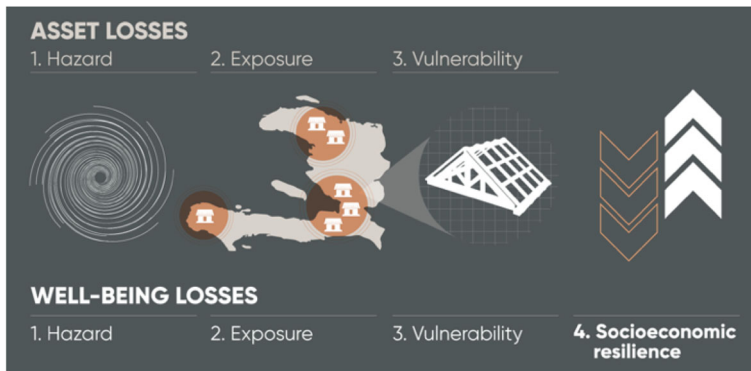 ASSET LOSSES
1. Hazard
2. Exposure
3. Vulnerability
WELL-BEING LOSSES
1. Hazard
2. Exposure
3. Vulnerability
4. Socioeconomic
resilience